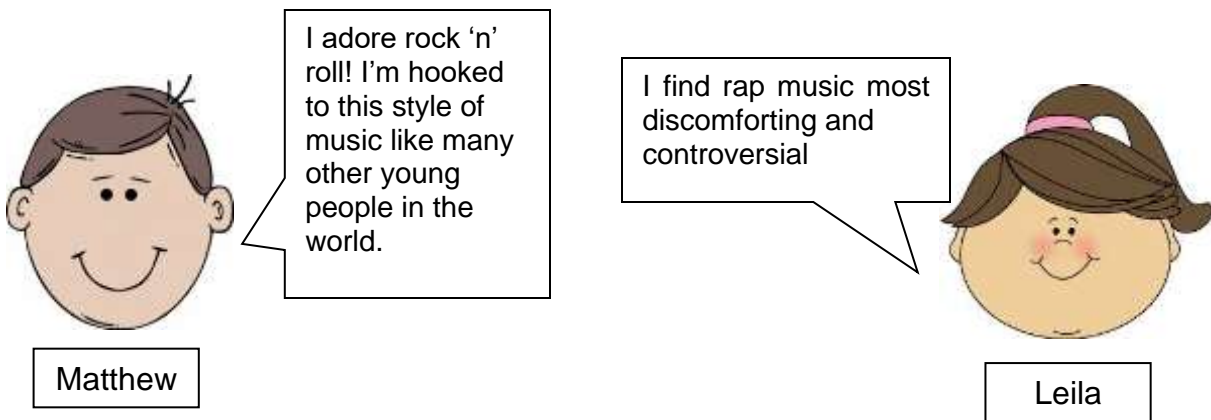 I adore rock ‘n’
roll! I’m hooked
to this style of
music like many
other young
people in the
world.
Matthew
I find rap music most
discomforting and
controversial
Leila